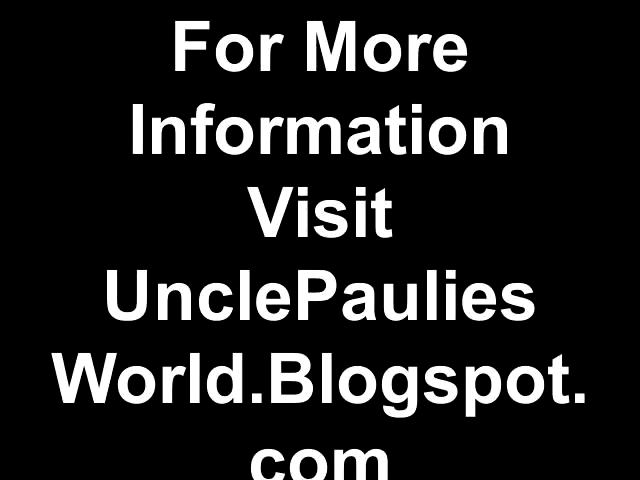 For More
Information
Visit
UnclePaulies
World.Blogspot.
com